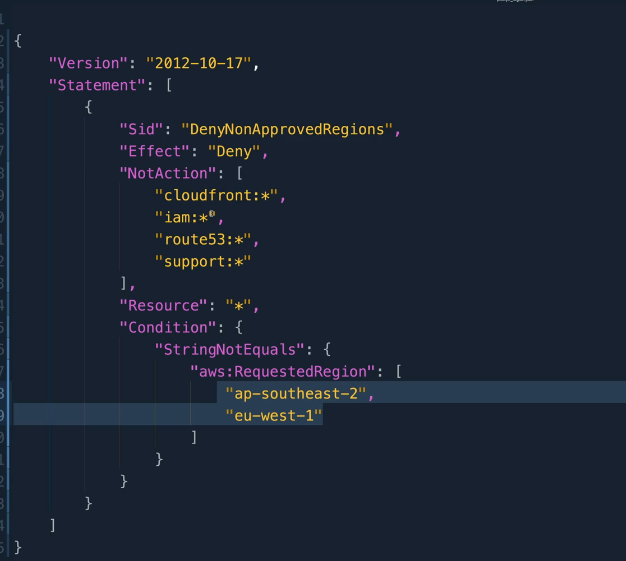 {
"Version": "2012-10-17",
"Statement": [
{
"Sid": "DenyNonApprovedRegions",
"Effect": "Deny",
"NotAction": [
"cloudfront:*",
"iam:*",
"route53:*",
"support:*"
],
"Resource": "*",
"Condition": {
"StringNotEquals": {
"aws:RequestedRegion": [
"ap-southeast-2",
"eu-west-1"
]
}
}
}
]
}